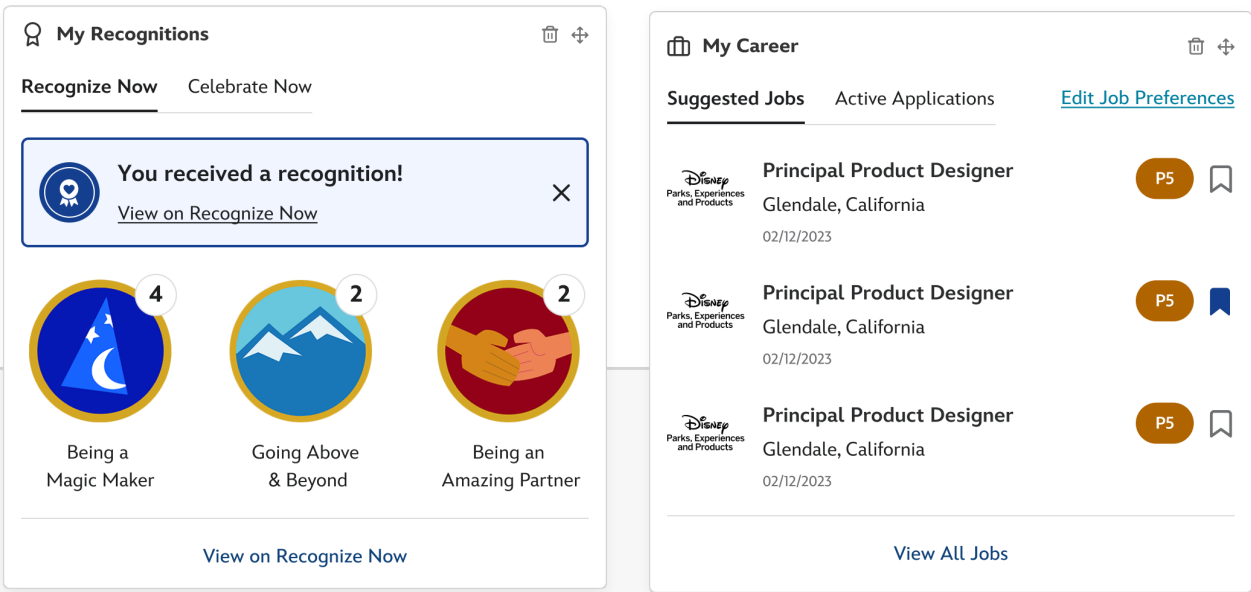 My Recognitions
Recognize Now
Celebrate Now
You received a recognition!
View on Recognize Now
4
2
2
Being a
Magic Maker
Going Above
& Beyond
Being an
Amazing Partner
View on Recognize Now
My Career
Suggested Jobs
Active Applications
Edit Job Preferences
Disney
Parks, Experiences
and Products
Principal Product Designer
Glendale, California
02/12/2023
P5
Disney
Parks, Experiences
and Products
Principal Product Designer
Glendale, California
02/12/2023
P5
Disney
Parks, Experiences
and Products
Principal Product Designer
Glendale, California
02/12/2023
P5
View All Jobs